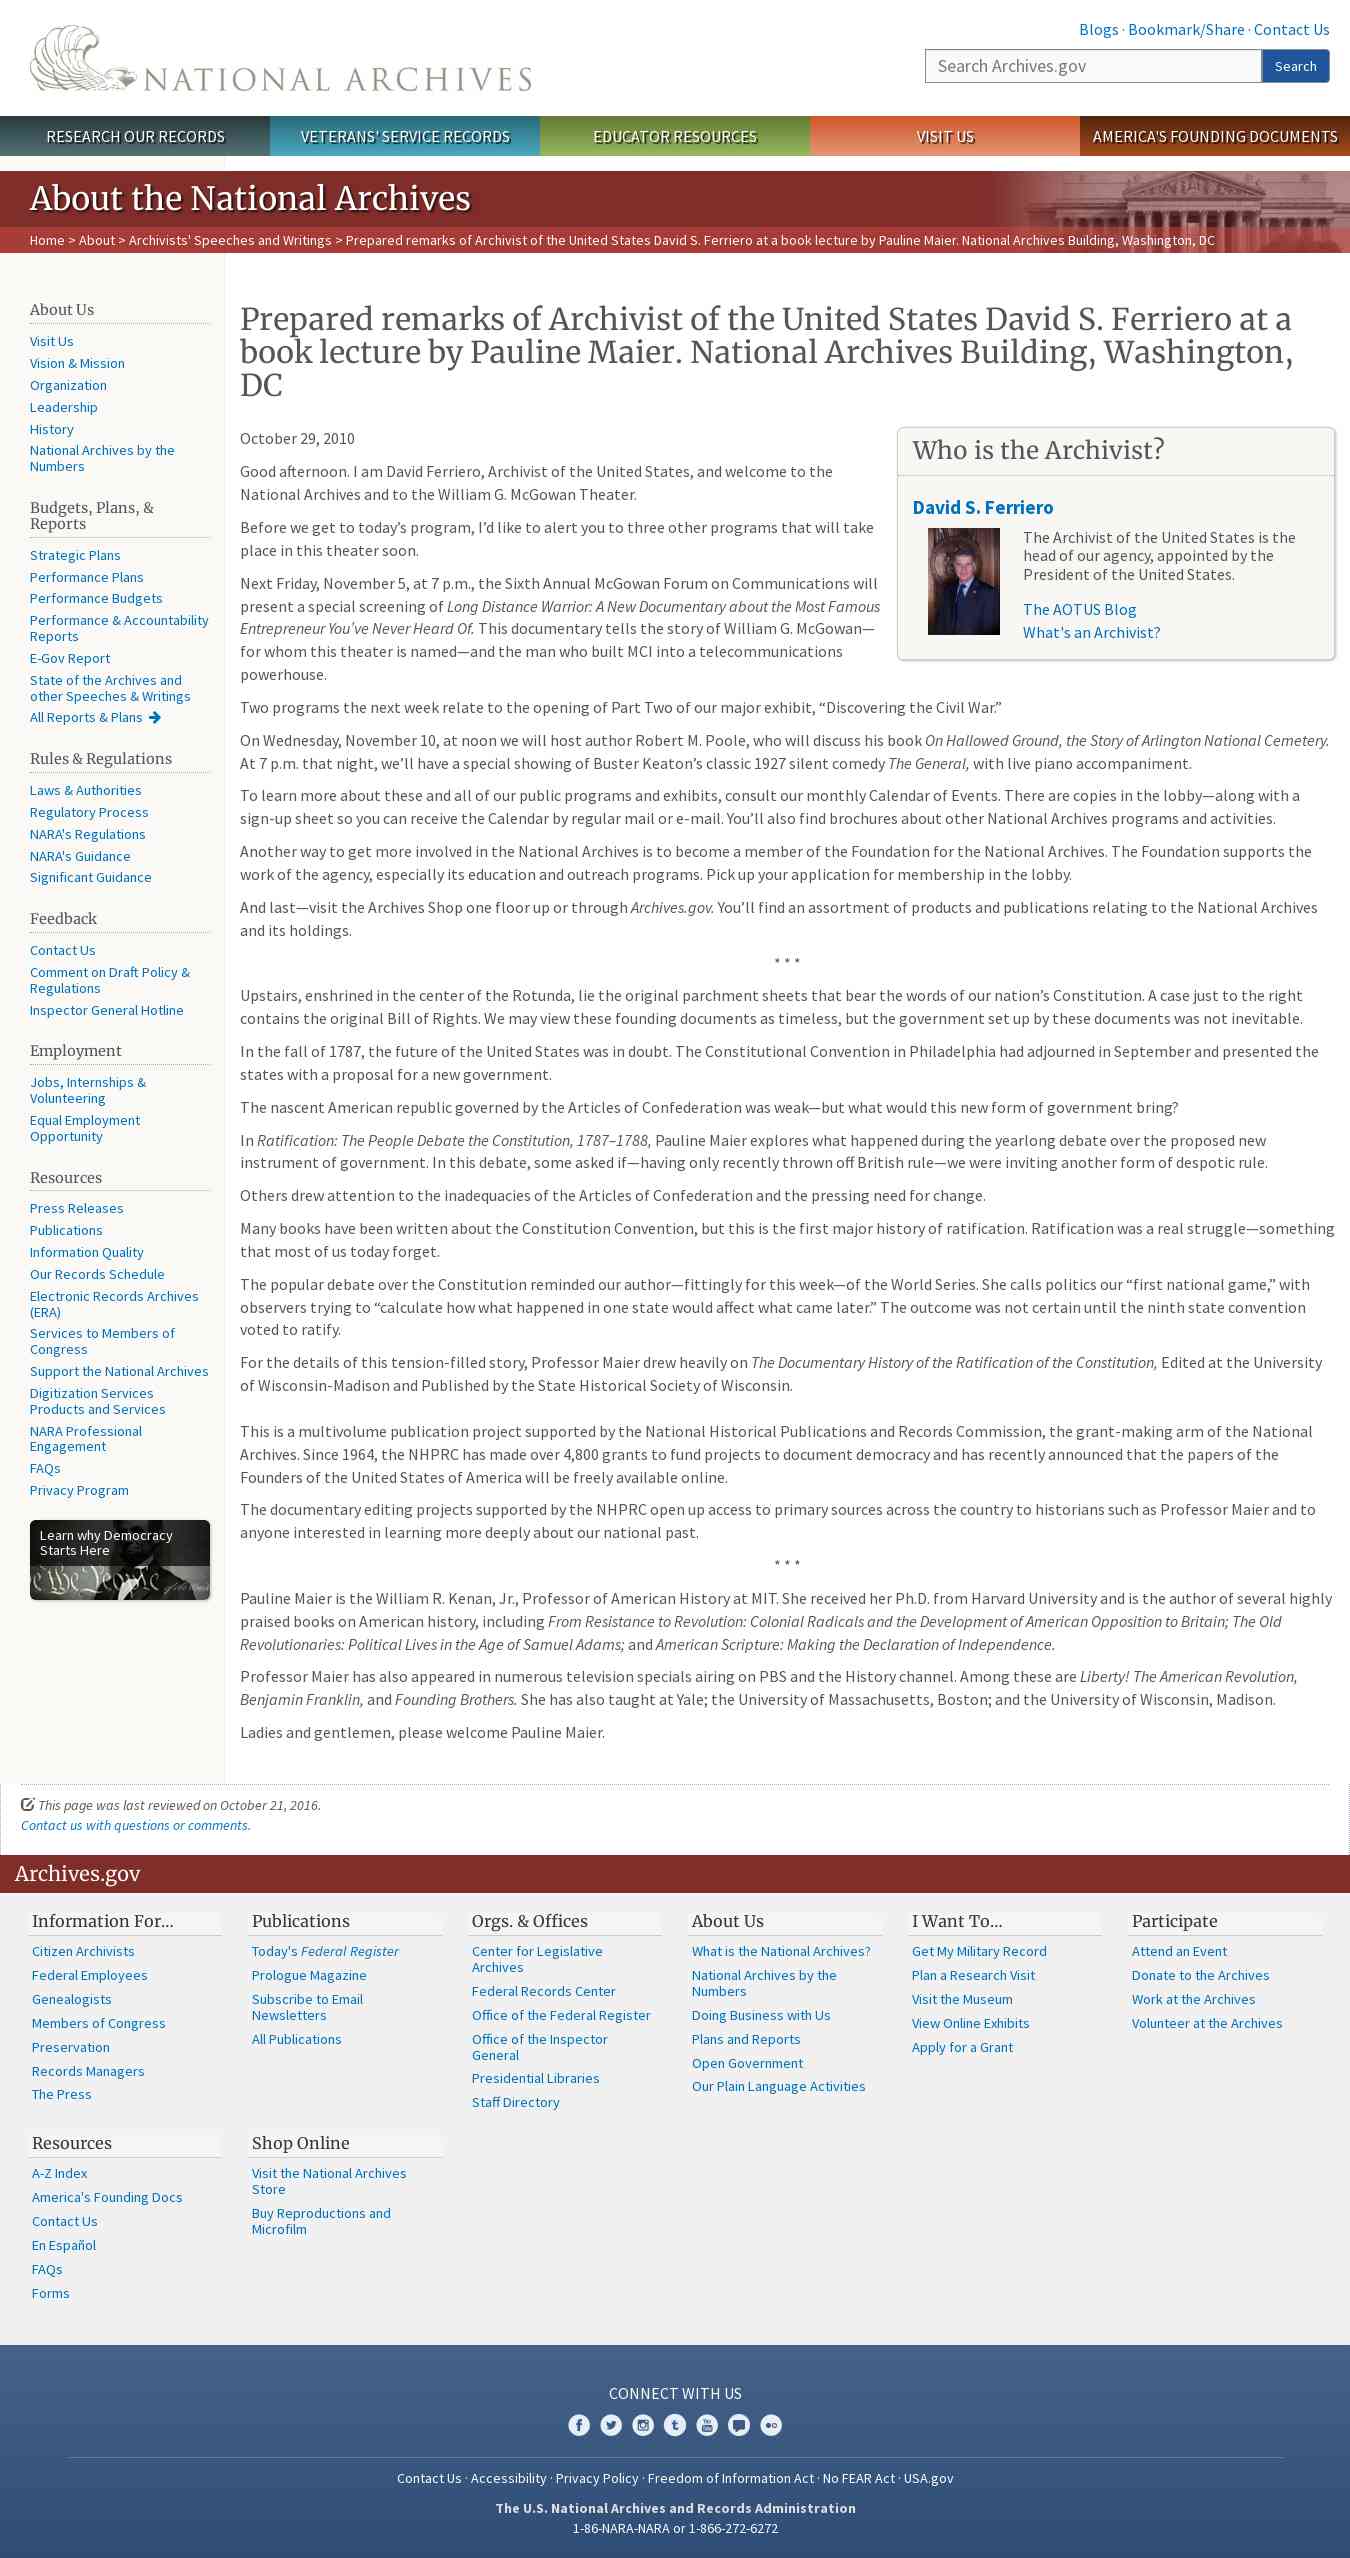 Blogs · Bookmark/Share · Contact Us
NATIONAL ARCHIVES
Search Archives.gov
Search
RESEARCH OUR RECORDS
VETERANS' SERVICE RECORDS
EDUCATOR RESOURCES
VISIT US
AMERICA'S FOUNDING DOCUMENTS
About the National Archives
Home > About > Archivists' Speeches and Writings > Prepared remarks of Archivist of the United States David S. Ferriero at a book lecture by Pauline Maier. National Archives Building, Washington, DC
About Us
Visit Us
Vision & Mission
Organization
Leadership
History
National Archives by the
Numbers
Budgets, Plans, &
Reports
Strategic Plans
Performance Plans
Performance Budgets
Performance & Accountability
Reports
E-Gov Report
State of the Archives and
other Speeches & Writings
All Reports & Plans
Rules & Regulations
Laws & Authorities
Regulatory Process
NARA's Regulations
NARA's Guidance
Significant Guidance
Feedback
Contact Us
Comment on Draft Policy &
Regulations
Inspector General Hotline
Employment
Jobs, Internships &
Volunteering
Equal Employment
Opportunity
Resources
Press Releases
Publications
Information Quality
Our Records Schedule
Electronic Records Archives
(ERA)
Services to Members of
Congress
Support the National Archives
Digitization Services
Products and Services
NARA Professional
Engagement
FAQs
Privacy Program
Learn why Democracy
Starts Here
Prepared remarks of Archivist of the United States David S. Ferriero at a
book lecture by Pauline Maier. National Archives Building, Washington,
DC
October 29, 2010
Good afternoon. I am David Ferriero, Archivist of the United States, and welcome to the
National Archives and to the William G. McGowan Theater.
Before we get to today’s program, I’d like to alert you to three other programs that will take
place in this theater soon.
Next Friday, November 5, at 7 p.m., the Sixth Annual McGowan Forum on Communications will
present a special screening of Long Distance Warrior: A New Documentary about the Most Famous
Entrepreneur You’ve Never Heard Of. This documentary tells the story of William G. McGowan—
for whom this theater is named—and the man who built MCI into a telecommunications
powerhouse.
Who is the Archivist?
David S. Ferriero
The Archivist of the United States is the
head of our agency, appointed by the
President of the United States.
The AOTUS Blog
What's an Archivist?
Two programs the next week relate to the opening of Part Two of our major exhibit, “Discovering the Civil War.”
On Wednesday, November 10, at noon we will host author Robert M. Poole, who will discuss his book On Hallowed Ground, the Story of Arlington National Cemetery.
At 7 p.m. that night, we’ll have a special showing of Buster Keaton’s classic 1927 silent comedy The General, with live piano accompaniment.
To learn more about these and all of our public programs and exhibits, consult our monthly Calendar of Events. There are copies in the lobby—along with a
sign-up sheet so you can receive the Calendar by regular mail or e-mail. You’ll also find brochures about other National Archives programs and activities.
Another way to get more involved in the National Archives is to become a member of the Foundation for the National Archives. The Foundation supports the
work of the agency, especially its education and outreach programs. Pick up your application for membership in the lobby.
And last—visit the Archives Shop one floor up or through Archives.gov. You’ll find an assortment of products and publications relating to the National Archives
and its holdings.
* * *
Upstairs, enshrined in the center of the Rotunda, lie the original parchment sheets that bear the words of our nation’s Constitution. A case just to the right
contains the original Bill of Rights. We may view these founding documents as timeless, but the government set up by these documents was not inevitable.
In the fall of 1787, the future of the United States was in doubt. The Constitutional Convention in Philadelphia had adjourned in September and presented the
states with a proposal for a new government.
The nascent American republic governed by the Articles of Confederation was weak—but what would this new form of government bring?
In Ratification: The People Debate the Constitution, 1787–1788, Pauline Maier explores what happened during the yearlong debate over the proposed new
instrument of government. In this debate, some asked if—having only recently thrown off British rule—we were inviting another form of despotic rule.
Others drew attention to the inadequacies of the Articles of Confederation and the pressing need for change.
Many books have been written about the Constitution Convention, but this is the first major history of ratification. Ratification was a real struggle—something
that most of us today forget.
The popular debate over the Constitution reminded our author—fittingly for this week—of the World Series. She calls politics our “first national game,” with
observers trying to “calculate how what happened in one state would affect what came later.” The outcome was not certain until the ninth state convention
voted to ratify.
For the details of this tension-filled story, Professor Maier drew heavily on The Documentary History of the Ratification of the Constitution, Edited at the University
of Wisconsin-Madison and Published by the State Historical Society of Wisconsin.
This is a multivolume publication project supported by the National Historical Publications and Records Commission, the grant-making arm of the National
Archives. Since 1964, the NHPRC has made over 4,800 grants to fund projects to document democracy and has recently announced that the papers of the
Founders of the United States of America will be freely available online.
The documentary editing projects supported by the NHPRC open up access to primary sources across the country to historians such as Professor Maier and to
anyone interested in learning more deeply about our national past.
* * *
Pauline Maier is the William R. Kenan, Jr., Professor of American History at MIT. She received her Ph.D. from Harvard University and is the author of several highly
praised books on American history, including From Resistance to Revolution: Colonial Radicals and the Development of American Opposition to Britain; The Old
Revolutionaries: Political Lives in the Age of Samuel Adams; and American Scripture: Making the Declaration of Independence.
Professor Maier has also appeared in numerous television specials airing on PBS and the History channel. Among these are Liberty! The American Revolution,
Benjamin Franklin, and Founding Brothers. She has also taught at Yale; the University of Massachusetts, Boston; and the University of Wisconsin, Madison.
Ladies and gentlemen, please welcome Pauline Maier.
This page was last reviewed on October 21, 2016.
Contact us with questions or comments.
Archives.gov
Information For…
Citizen Archivists
Federal Employees
Genealogists
Members of Congress
Preservation
Records Managers
The Press
Publications
Today's Federal Register
Prologue Magazine
Subscribe to Email
Newsletters
All Publications
Orgs. & Offices
Center for Legislative
Archives
Federal Records Center
Office of the Federal Register
Office of the Inspector
General
Presidential Libraries
Staff Directory
About Us
What is the National Archives?
National Archives by the
Numbers
Doing Business with Us
Plans and Reports
Open Government
Our Plain Language Activities
I Want To…
Get My Military Record
Plan a Research Visit
Visit the Museum
View Online Exhibits
Apply for a Grant
Participate
Attend an Event
Donate to the Archives
Work at the Archives
Volunteer at the Archives
Resources
A-Z Index
America's Founding Docs
Contact Us
En Español
FAQs
Forms
Shop Online
Visit the National Archives
Store
Buy Reproductions and
Microfilm
CONNECT WITH US
Contact Us · Accessibility · Privacy Policy · Freedom of Information Act · No FEAR Act · USA.gov
The U.S. National Archives and Records Administration
1-86-NARA-NARA or 1-866-272-6272